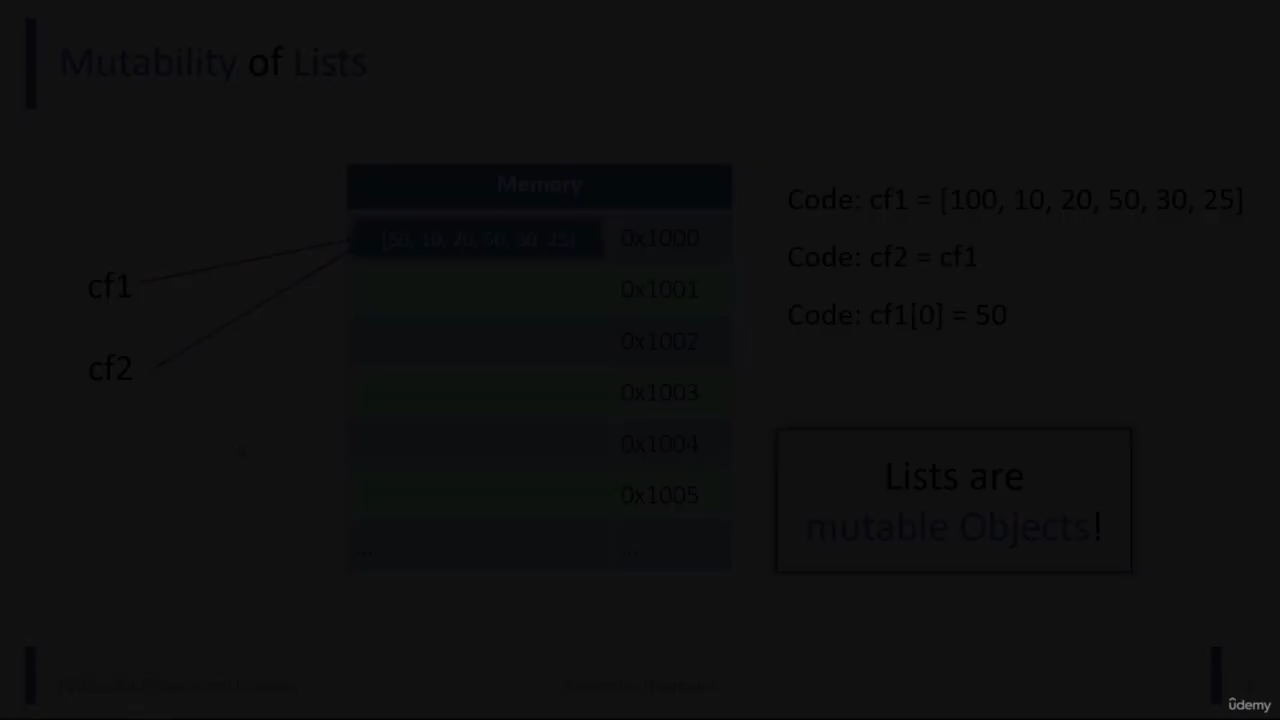 Mutability of Lists
Memory
[50, 10, 20, 50, 30, 25] 0x1000
0x1001
0x1002
0x1003
0x1004
0x1005
... ...
cf1
cf2
Code: cf1 = [100, 10, 20, 50, 30, 25]
Code: cf2 = cf1
Code: cf1[0] = 50
Lists are
mutable Objects!
ûdemy